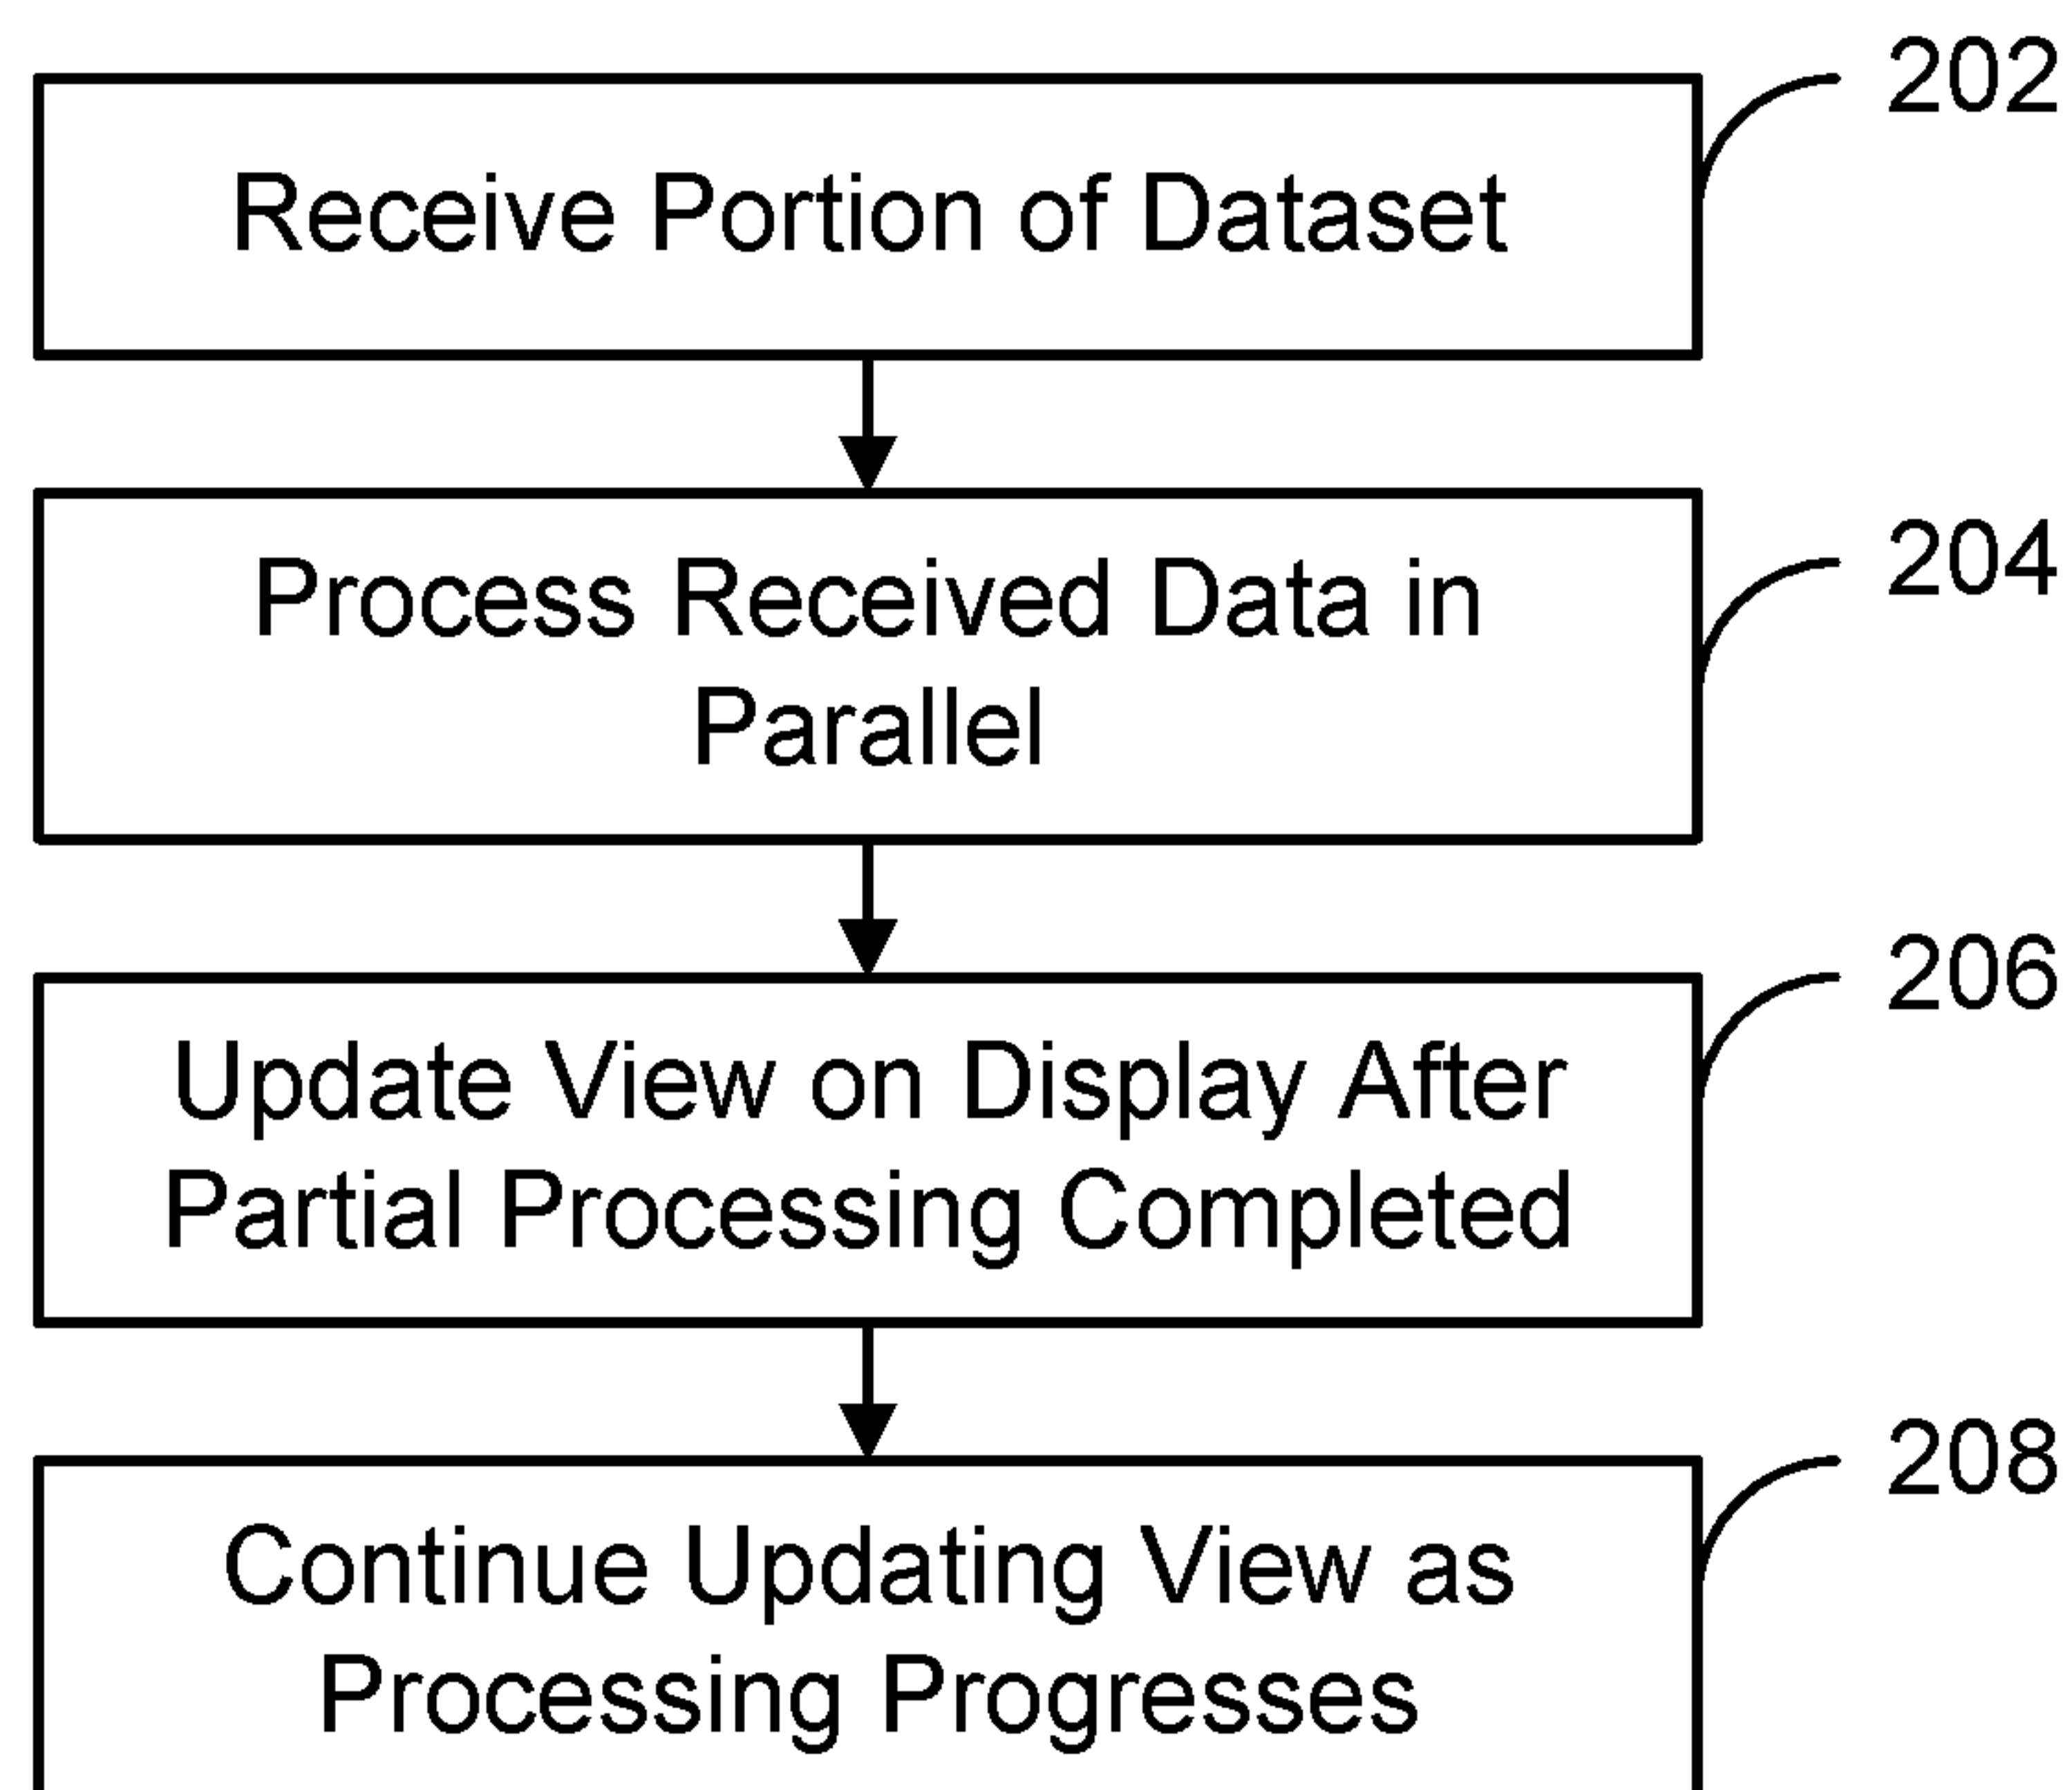 202
Receive Portion of Dataset
204
Process Received Data in
Parallel
206
Update View on Display After
Partial Processing Completed
208
Continue Updating View as
Processing Progresses